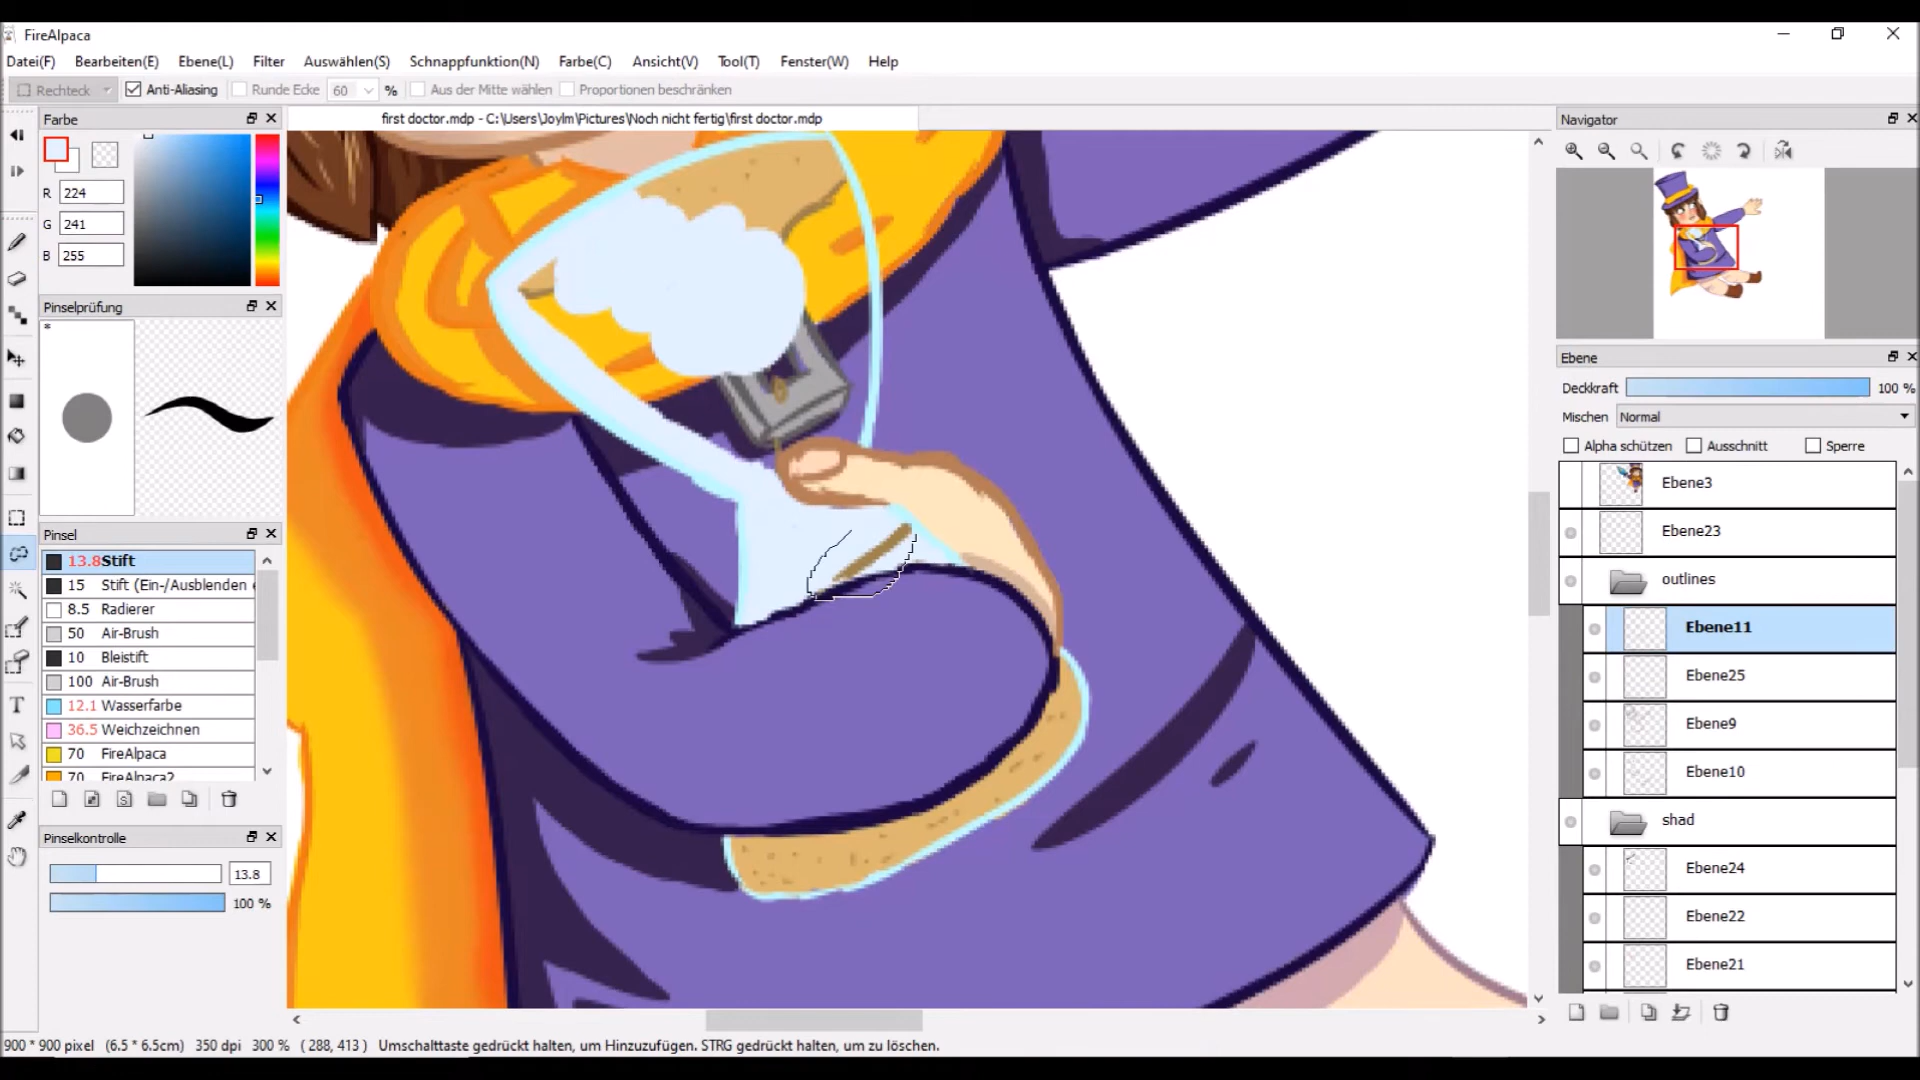 FireAlpaca
Datei(F) Bearbeiten(E) Ebene(L) Filter Auswählen(S) Schnappfunktion(N) Farbe(C) Ansicht(V) Tool(T) Fenster(W) Help
Rechteck Anti-Aliasing Runde Ecke 60 % Aus der Mitte wählen Proportionen beschränken
Farbe
first doctor.mdp - C:\Users\Joylm\Pictures\Noch nicht fertig\first doctor.mdp
Navigator
R 224
G 241
B 255
Pinselprüfung
*
Pinsel
13.8 Stift
15 Stift (Ein-/Ausblenden
8.5 Radierer
50 Air-Brush
10 Bleistift
100 Air-Brush
12.1 Wasserfarbe
36.5 Weichzeichnen
70 FireAlpaca
70 FireAlpaca2
Pinselkontrolle
13.8
100 %
Ebene
Deckkraft 100 %
Mischen Normal
Alpha schützen Ausschnitt Sperre
Ebene3
Ebene23
outlines
Ebene11
Ebene25
Ebene9
Ebene10
shad
Ebene24
Ebene22
Ebene21
900 * 900 pixel (6.5 * 6.5cm) 350 dpi 300 % ( 288, 413 ) Umschalttaste gedrückt halten, um Hinzuzufügen. STRG gedrückt halten, um zu löschen.